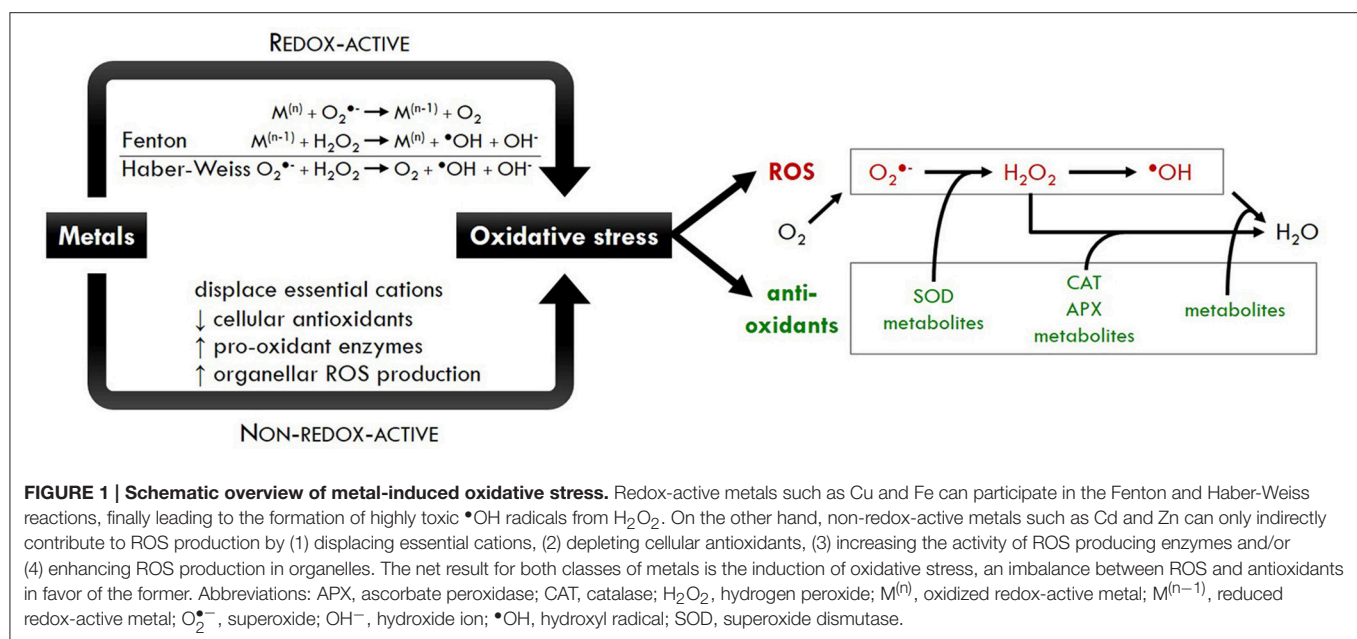 REDOX-ACTIVE
M(n) + O2•- → M(n-1) + O2
Fenton M(n-1) + H2O2 → M(n) + •OH + OH-
Haber-Weiss O2•- + H2O2 → O2 + •OH + OH-
Metals
Oxidative stress
displace essential cations
↓ cellular antioxidants
↑ pro-oxidant enzymes
↑ organellar ROS production
NON-REDOX-ACTIVE
ROS
O2•- → H2O2 → •OH
O2
H2O
anti-
oxidants
SOD
metabolites
CAT
APX
metabolites
metabolites
FIGURE 1 | Schematic overview of metal-induced oxidative stress. Redox-active metals such as Cu and Fe can participate in the Fenton and Haber-Weiss
reactions, finally leading to the formation of highly toxic •OH radicals from H2O2. On the other hand, non-redox-active metals such as Cd and Zn can only indirectly
contribute to ROS production by (1) displacing essential cations, (2) depleting cellular antioxidants, (3) increasing the activity of ROS producing enzymes and/or
(4) enhancing ROS production in organelles. The net result for both classes of metals is the induction of oxidative stress, an imbalance between ROS and antioxidants
in favor of the former. Abbreviations: APX, ascorbate peroxidase; CAT, catalase; H2O2, hydrogen peroxide; M(n), oxidized redox-active metal; M(n−1), reduced
redox-active metal; O2•−, superoxide; OH−, hydroxide ion; •OH, hydroxyl radical; SOD, superoxide dismutase.